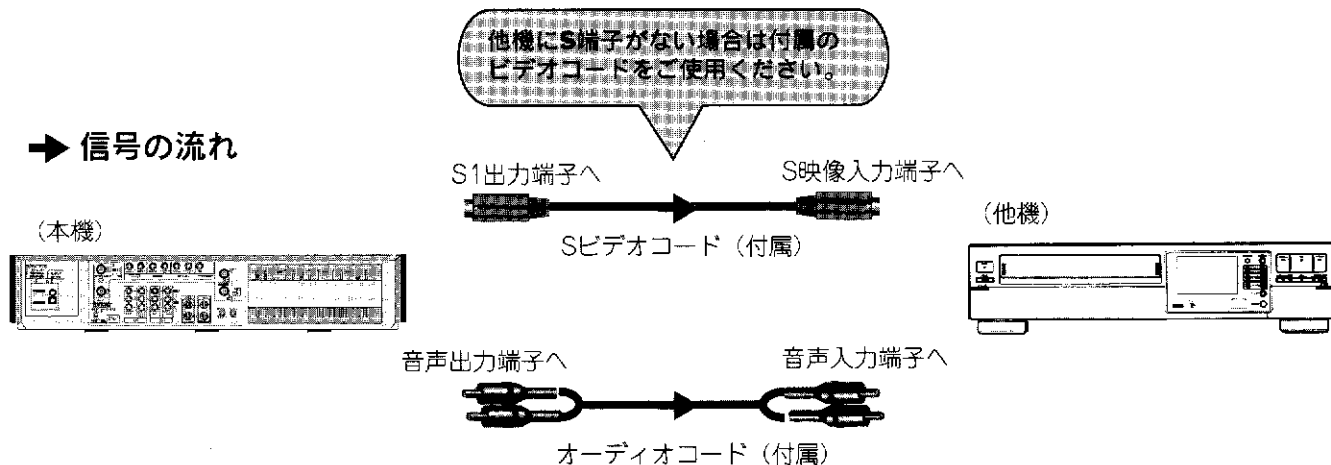 他機にS端子がない場合は付属の
ビデオコードをご使用ください。
信号の流れ
S1出力端子へ
S映像入力端子へ
(本機)
Sビデオコード(付属)
(他機)
音声出力端子へ
音声入力端子へ
オーディオコード(付属)